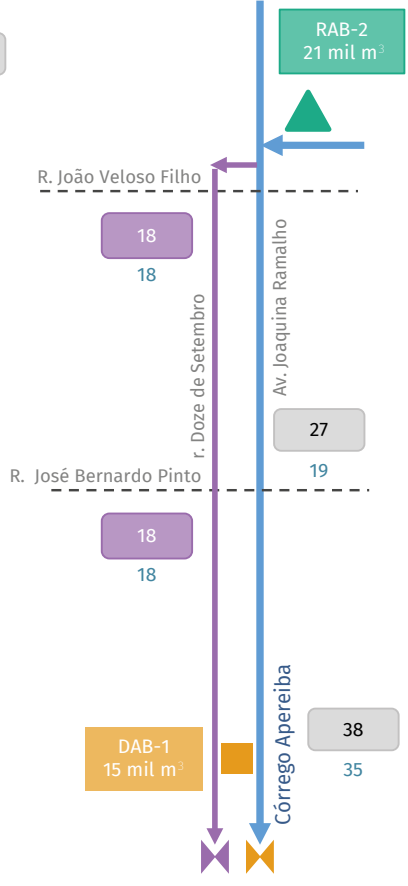 RAB-2
21 mil m³
R. João Veloso Filho
18
18
Av. Joaquina Ramalho
r. Doze de Setembro
27
19
R. José Bernardo Pinto
18
18
Córrego Apereiba
38
35
DAB-1
15 mil m³